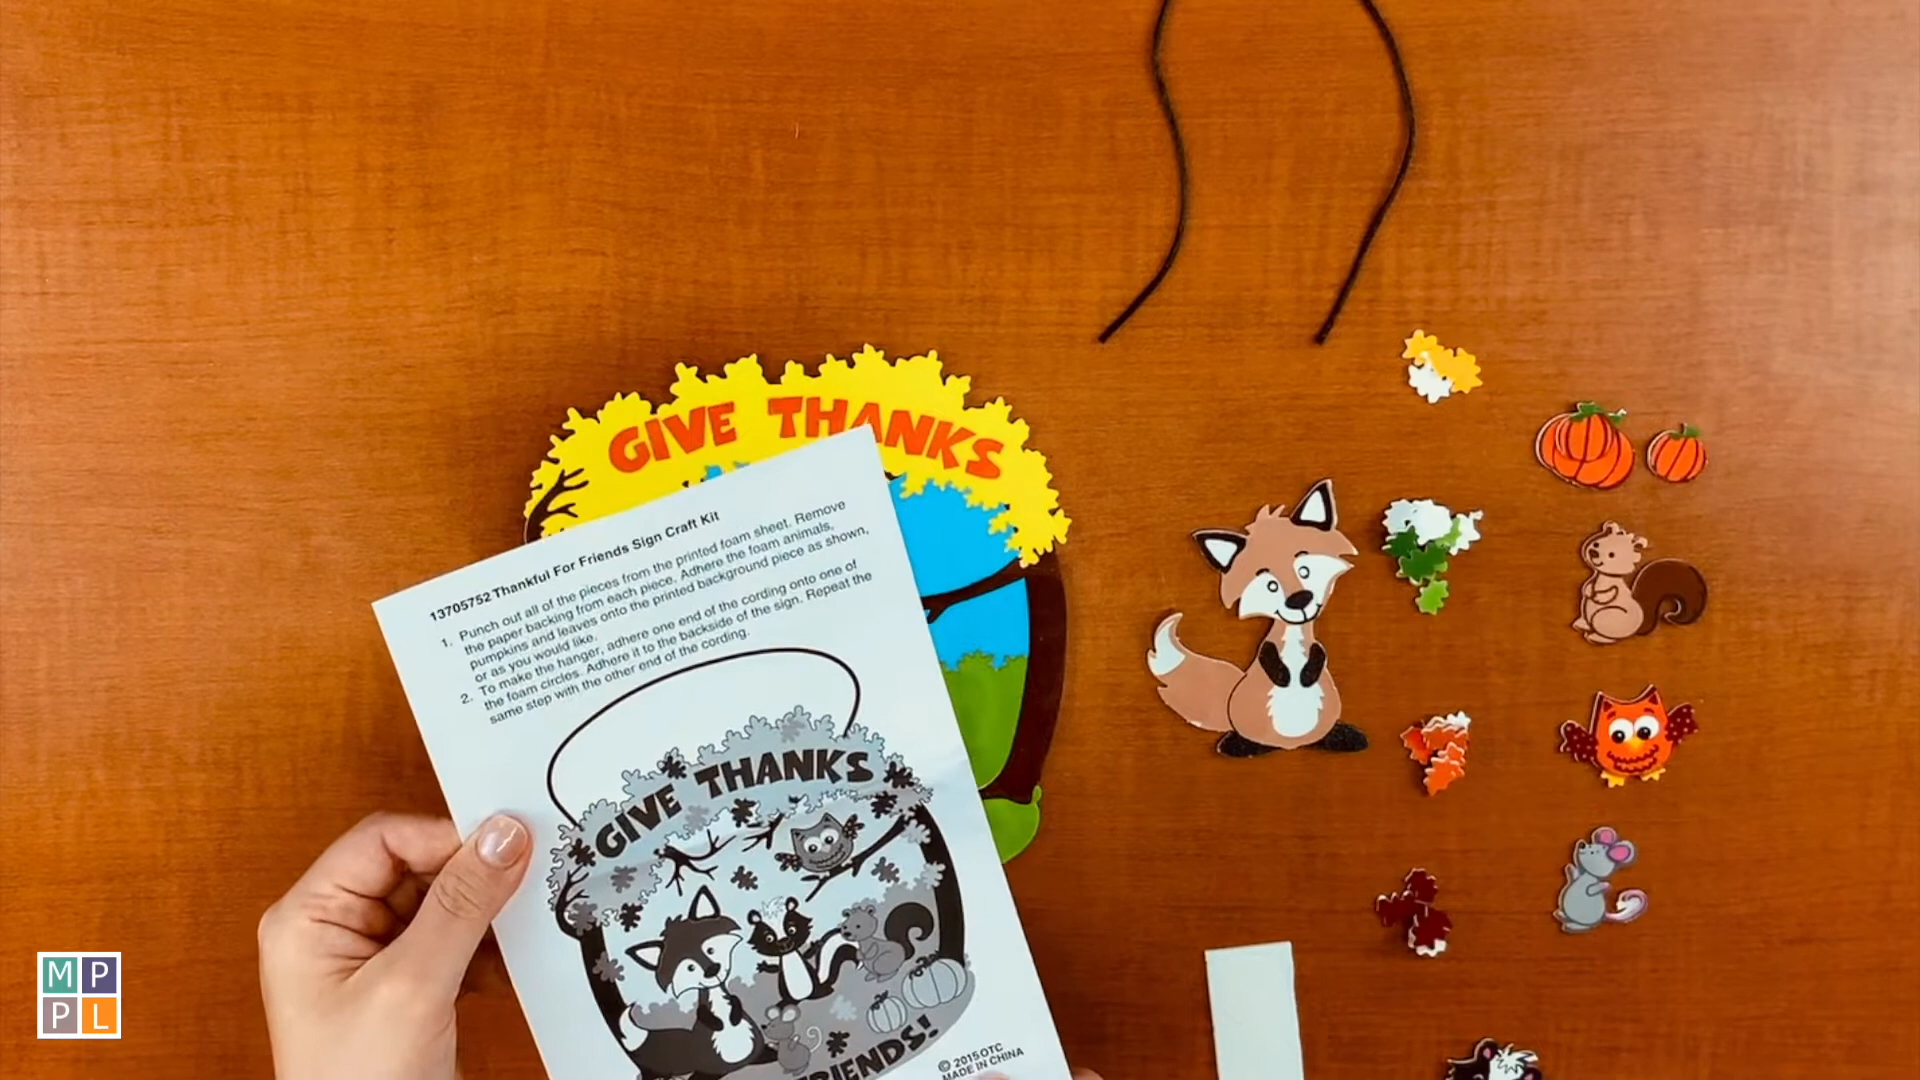 GIVE THANKS
13705752 Thankful For Friends Sign Craft Kit
1. Punch out all of the pieces from the printed foam sheet. Remove
the paper backing from each piece. Adhere the foam animals,
pumpkins and leaves onto the printed background piece as shown,
or as you would like.
2. To make the hanger, adhere one end of the cording onto one of
the foam circles. Adhere it to the backside of the sign. Repeat the
same step with the other end of the cording.
GIVE THANKS
FRIENDS!
© 2015 OTC
MADE IN CHINA
MP
PL